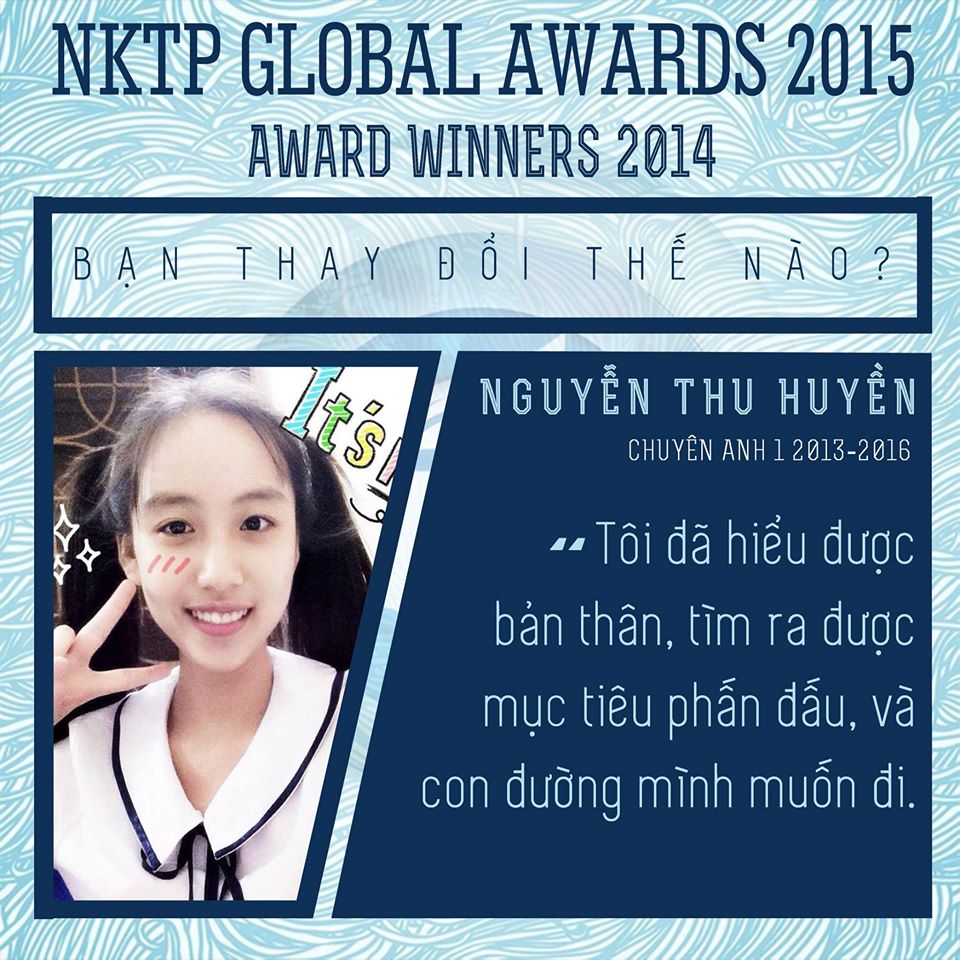 NKTP GLOBAL AWARDS 2015
AWARD WINNERS 2014
BẠN THAY ĐỔI THẾ NÀO?
It's
NGUYỄN THU HUYỀN
CHUYÊN ANH 1 2013-2016
“Tôi đã hiểu được
bản thân, tìm ra được
mục tiêu phấn đấu, và
con đường mình muốn đi.